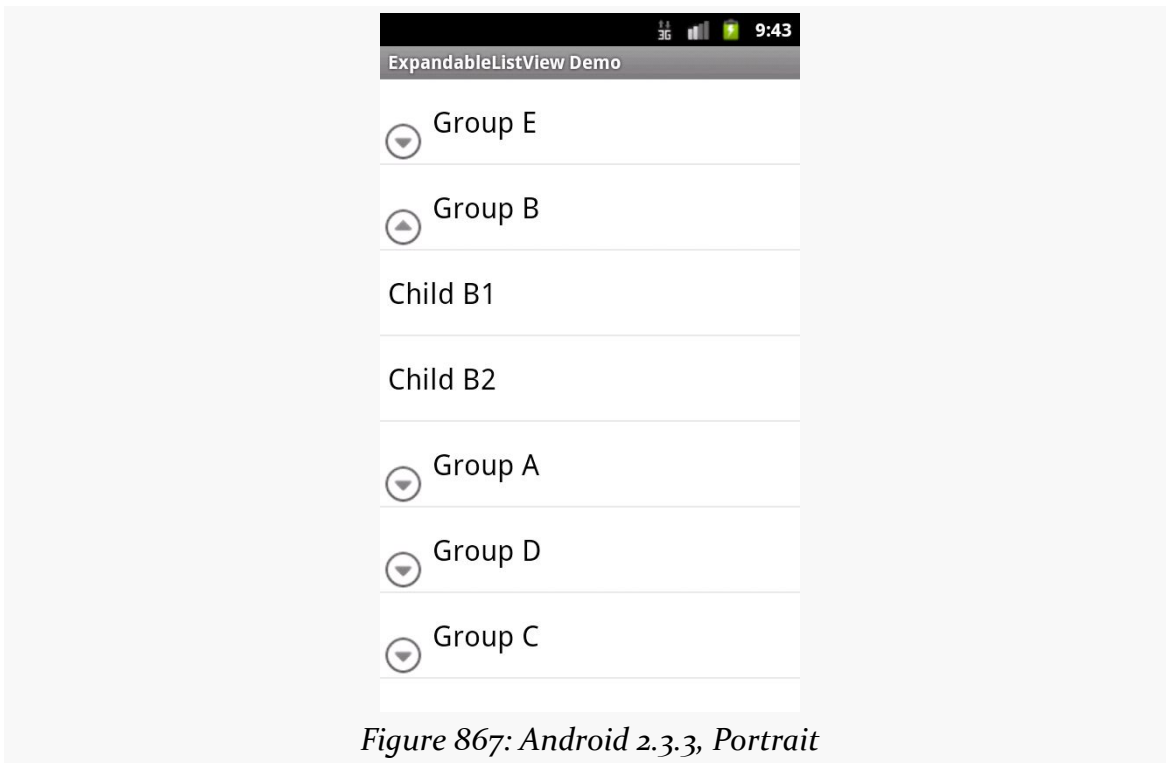 3G 9:43
ExpandableListView Demo
Group E
Group B
Child B1
Child B2
Group A
Group D
Group C
Figure 867: Android 2.3.3, Portrait